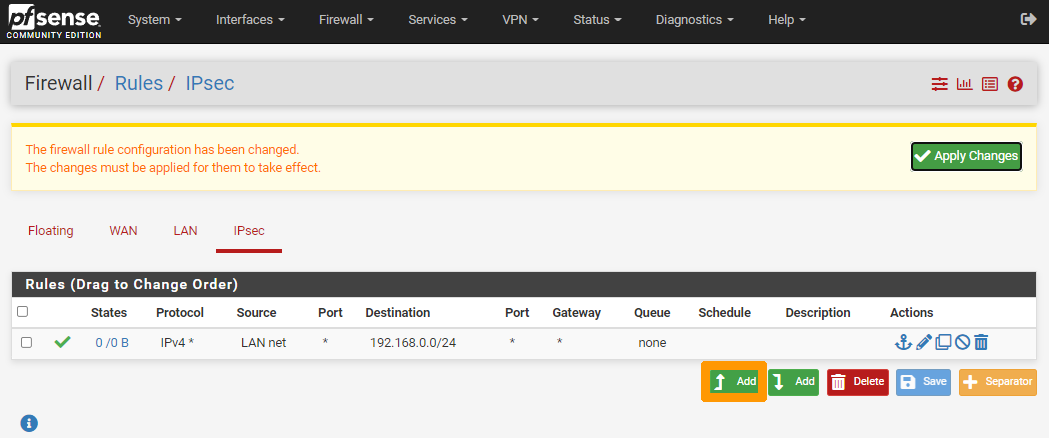 pfsense
COMMUNITY EDITION
System Interfaces Firewall Services VPN Status Diagnostics Help
Firewall / Rules / IPsec
The firewall rule configuration has been changed.
The changes must be applied for them to take effect.
Apply Changes
Floating WAN LAN IPsec
Rules (Drag to Change Order)
States Protocol Source Port Destination Port Gateway Queue Schedule Description Actions
0 /0 B IPv4 * LAN net * 192.168.0.0/24 * * none
Add Add Delete Save Separator